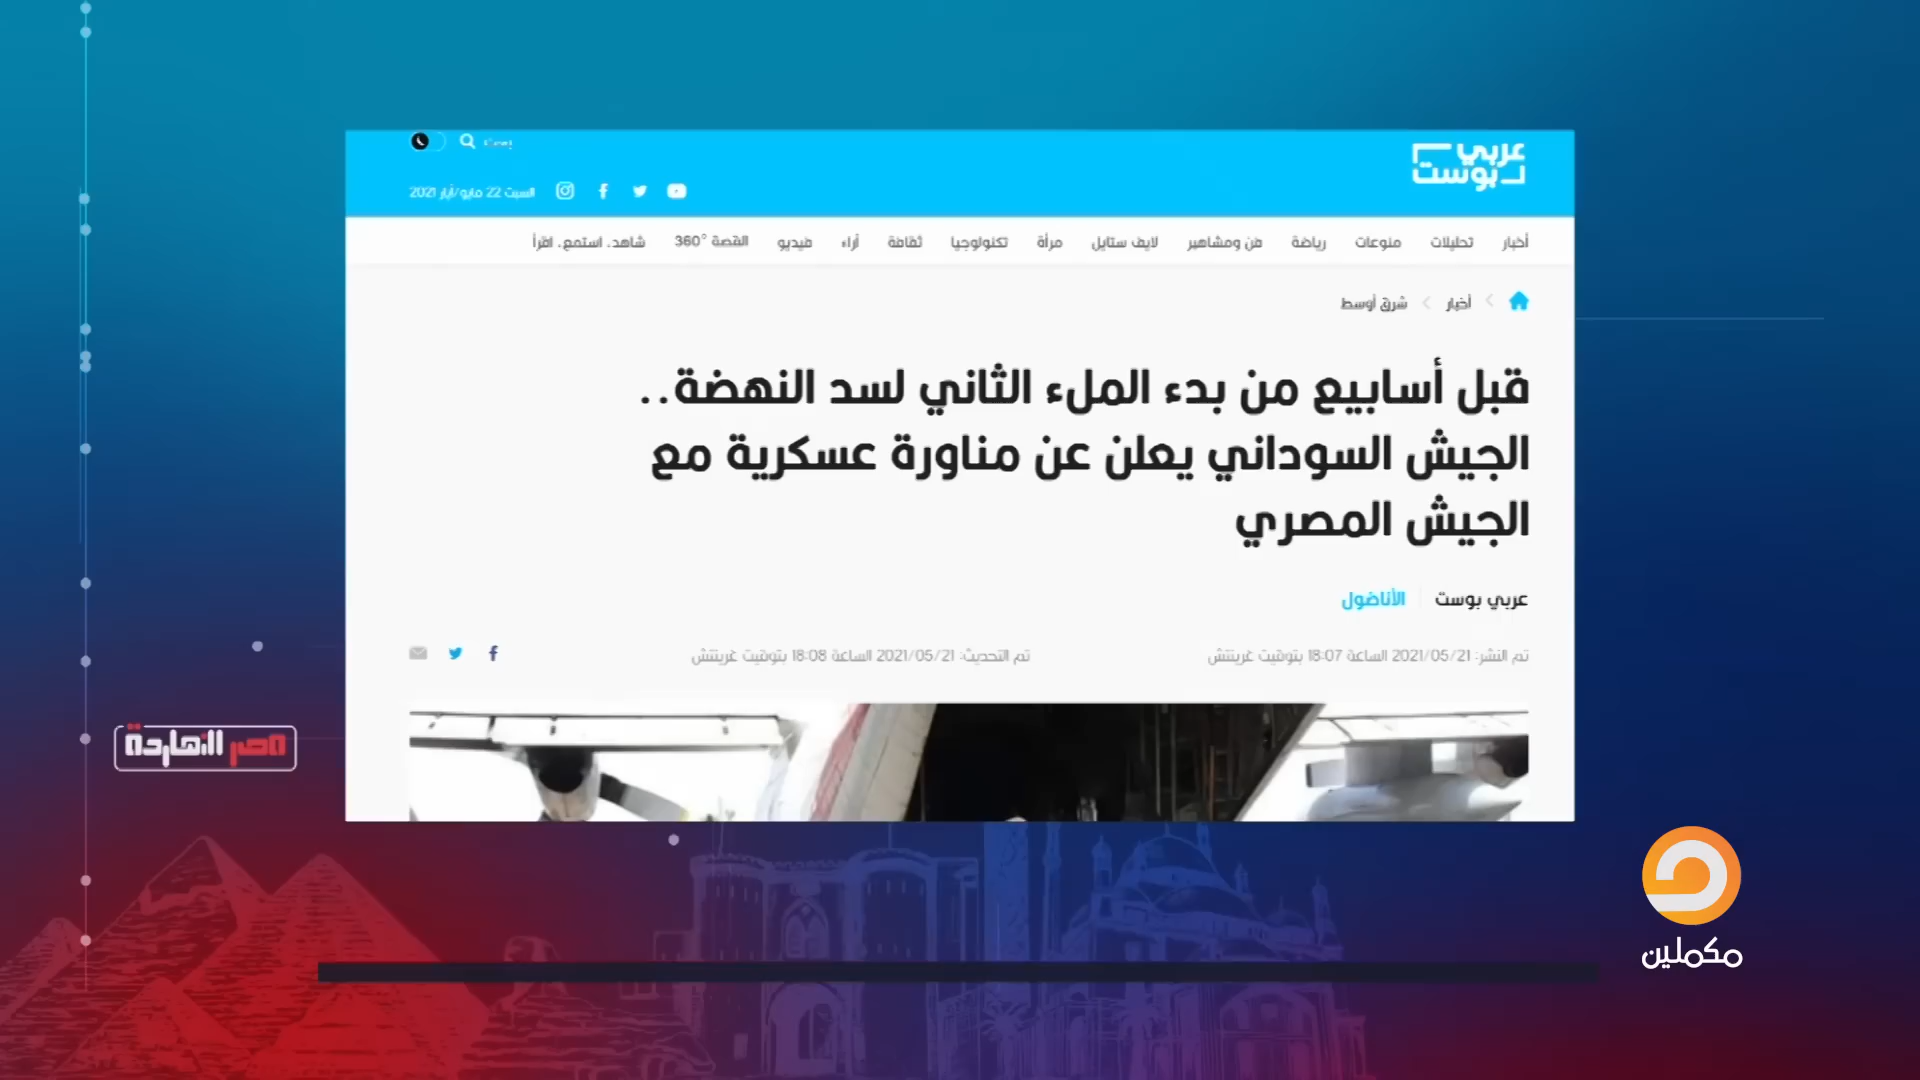 عربي
بوست
بحث
السبت 22 مايو/أيار 2021
أخبار تحليلات منوعات رياضة فن ومشاهير لايف ستايل مرأة تكنولوجيا ثقافة آراء فيديو القصة 360° شاهد، استمع، اقرأ
أخبار شرق أوسط
قبل أسابيع من بدء الملء الثاني لسد النهضة..
الجيش السوداني يعلن عن مناورة عسكرية مع
الجيش المصري
عربي بوست الأناضول
تم النشر: 2021/05/21 الساعة 18:07 بتوقيت غرينتش
تم التحديث: 2021/05/21 الساعة 18:08 بتوقيت غرينتش
مصر النهاردة
مكملين